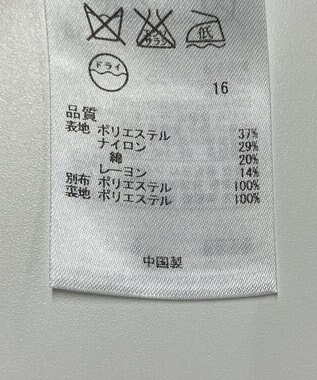 低
ドライ
16
品質
表地 ポリエステル 37%
ナイロン 29%
綿 20%
レーヨン 14%
別布 ポリエステル 100%
裏地 ポリエステル 100%
中国製